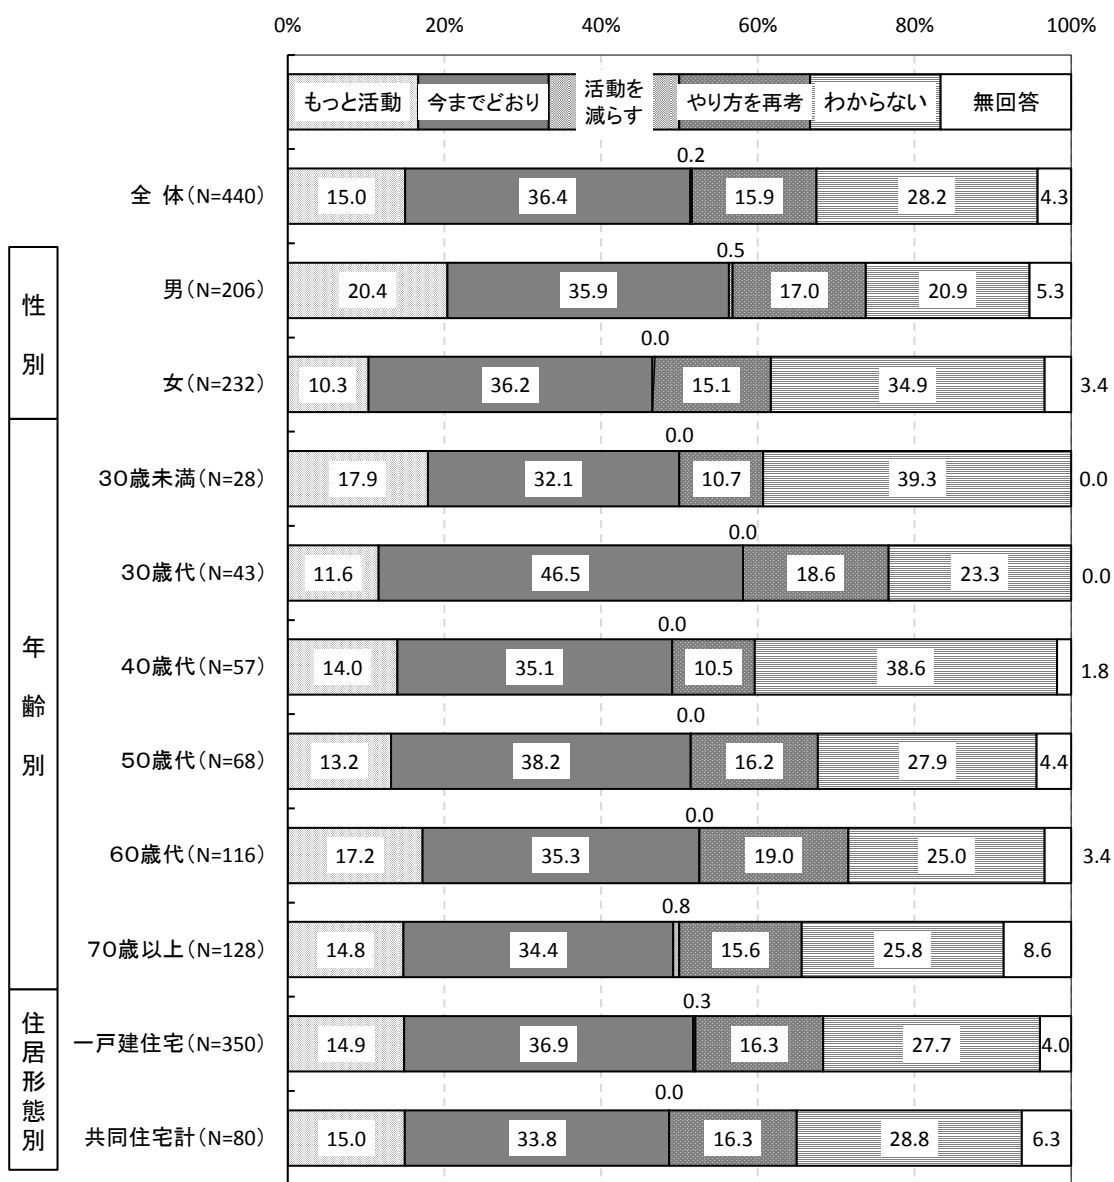 0% 20% 40% 60% 80% 100%
もっと活動 今までどおり 活動を減らす やり方を再考 わからない 無回答
0.2
全 体(N=440) 15.0 36.4 15.9 28.2 4.3
性別
0.5
男(N=206) 20.4 35.9 17.0 20.9 5.3
0.0
女(N=232) 10.3 36.2 15.1 34.9 3.4
年齢別
0.0
30歳未満(N=28) 17.9 32.1 10.7 39.3 0.0
0.0
30歳代(N=43) 11.6 46.5 18.6 23.3 0.0
0.0
40歳代(N=57) 14.0 35.1 10.5 38.6 1.8
0.0
50歳代(N=68) 13.2 38.2 16.2 27.9 4.4
0.0
60歳代(N=116) 17.2 35.3 19.0 25.0 3.4
0.8
70歳以上(N=128) 14.8 34.4 15.6 25.8 8.6
住居形態別
0.3
一戸建住宅(N=350) 14.9 36.9 16.3 27.7 4.0
0.0
共同住宅計(N=80) 15.0 33.8 16.3 28.8 6.3